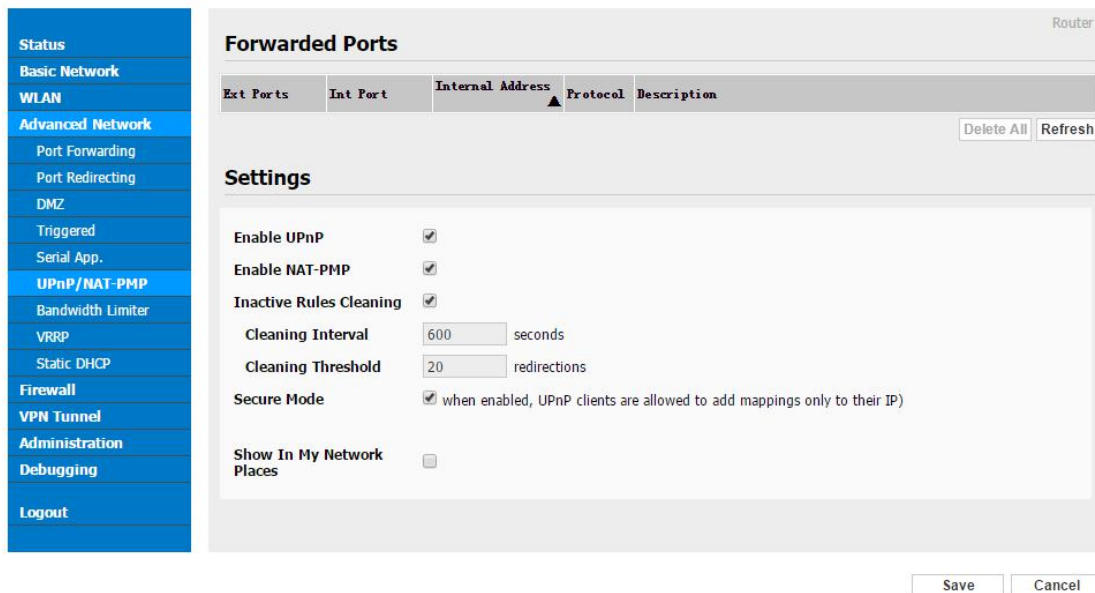 Router
Status
Basic Network
WLAN
Advanced Network
Port Forwarding
Port Redirecting
DMZ
Triggered
Serial App.
UPnP/NAT-PMP
Bandwidth Limiter
VRRP
Static DHCP
Firewall
VPN Tunnel
Administration
Debugging
Logout
Forwarded Ports
Ext Ports Int Port Internal Address Protocol Description
Delete All Refresh
Settings
Enable UPnP
Enable NAT-PMP
Inactive Rules Cleaning
Cleaning Interval 600 seconds
Cleaning Threshold 20 redirections
Secure Mode when enabled, UPnP clients are allowed to add mappings only to their IP)
Show In My Network
Places
Save Cancel